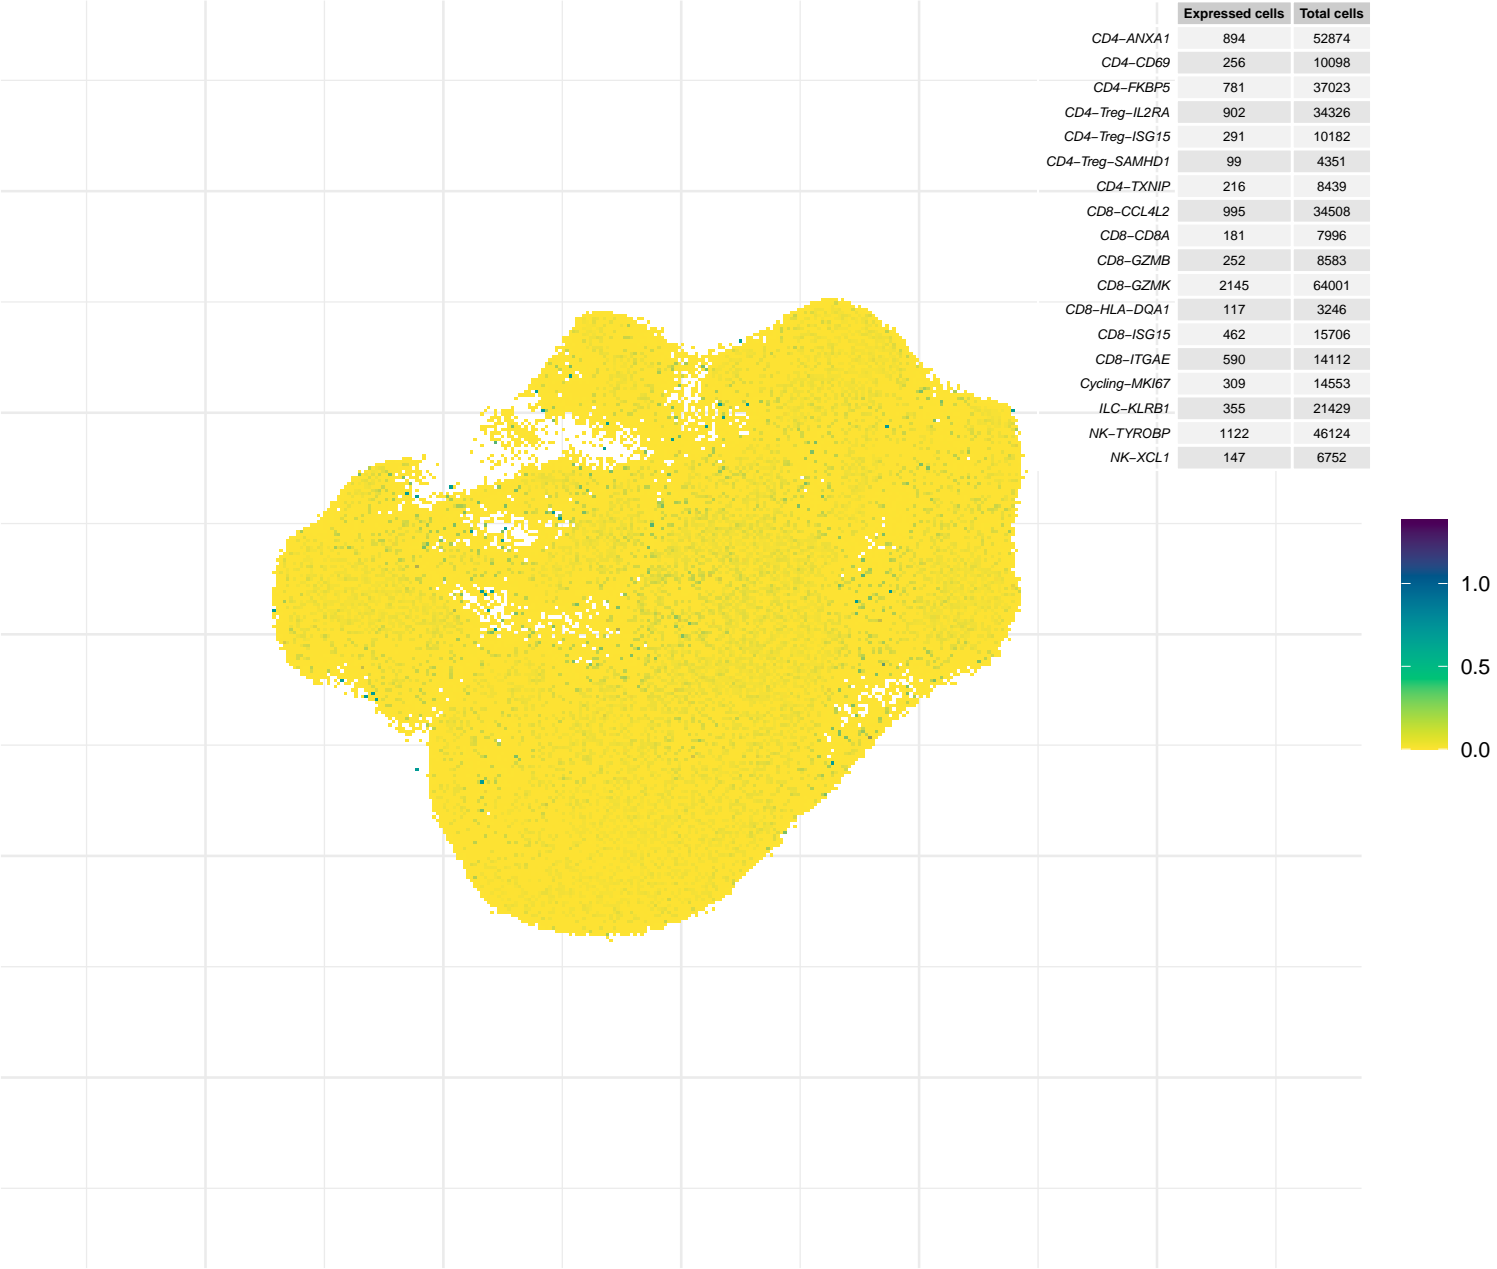 Expressed cells Total cells
CD4−ANXA1 894 52874
CD4−CD69 256 10098
CD4−FKBP5 781 37023
CD4−Treg−IL2RA 902 34326
CD4−Treg−ISG15 291 10182
CD4−Treg−SAMHD1 99 4351
CD4−TXNIP 216 8439
CD8−CCL4L2 995 34508
CD8−CD8A 181 7996
CD8−GZMB 252 8583
CD8−GZMK 2145 64001
CD8−HLA−DQA1 117 3246
CD8−ISG15 462 15706
CD8−ITGAE 590 14112
Cycling−MKI67 309 14553
ILC−KLRB1 355 21429
NK−TYROBP 1122 46124
NK−XCL1 147 6752
1.0
0.5
0.0